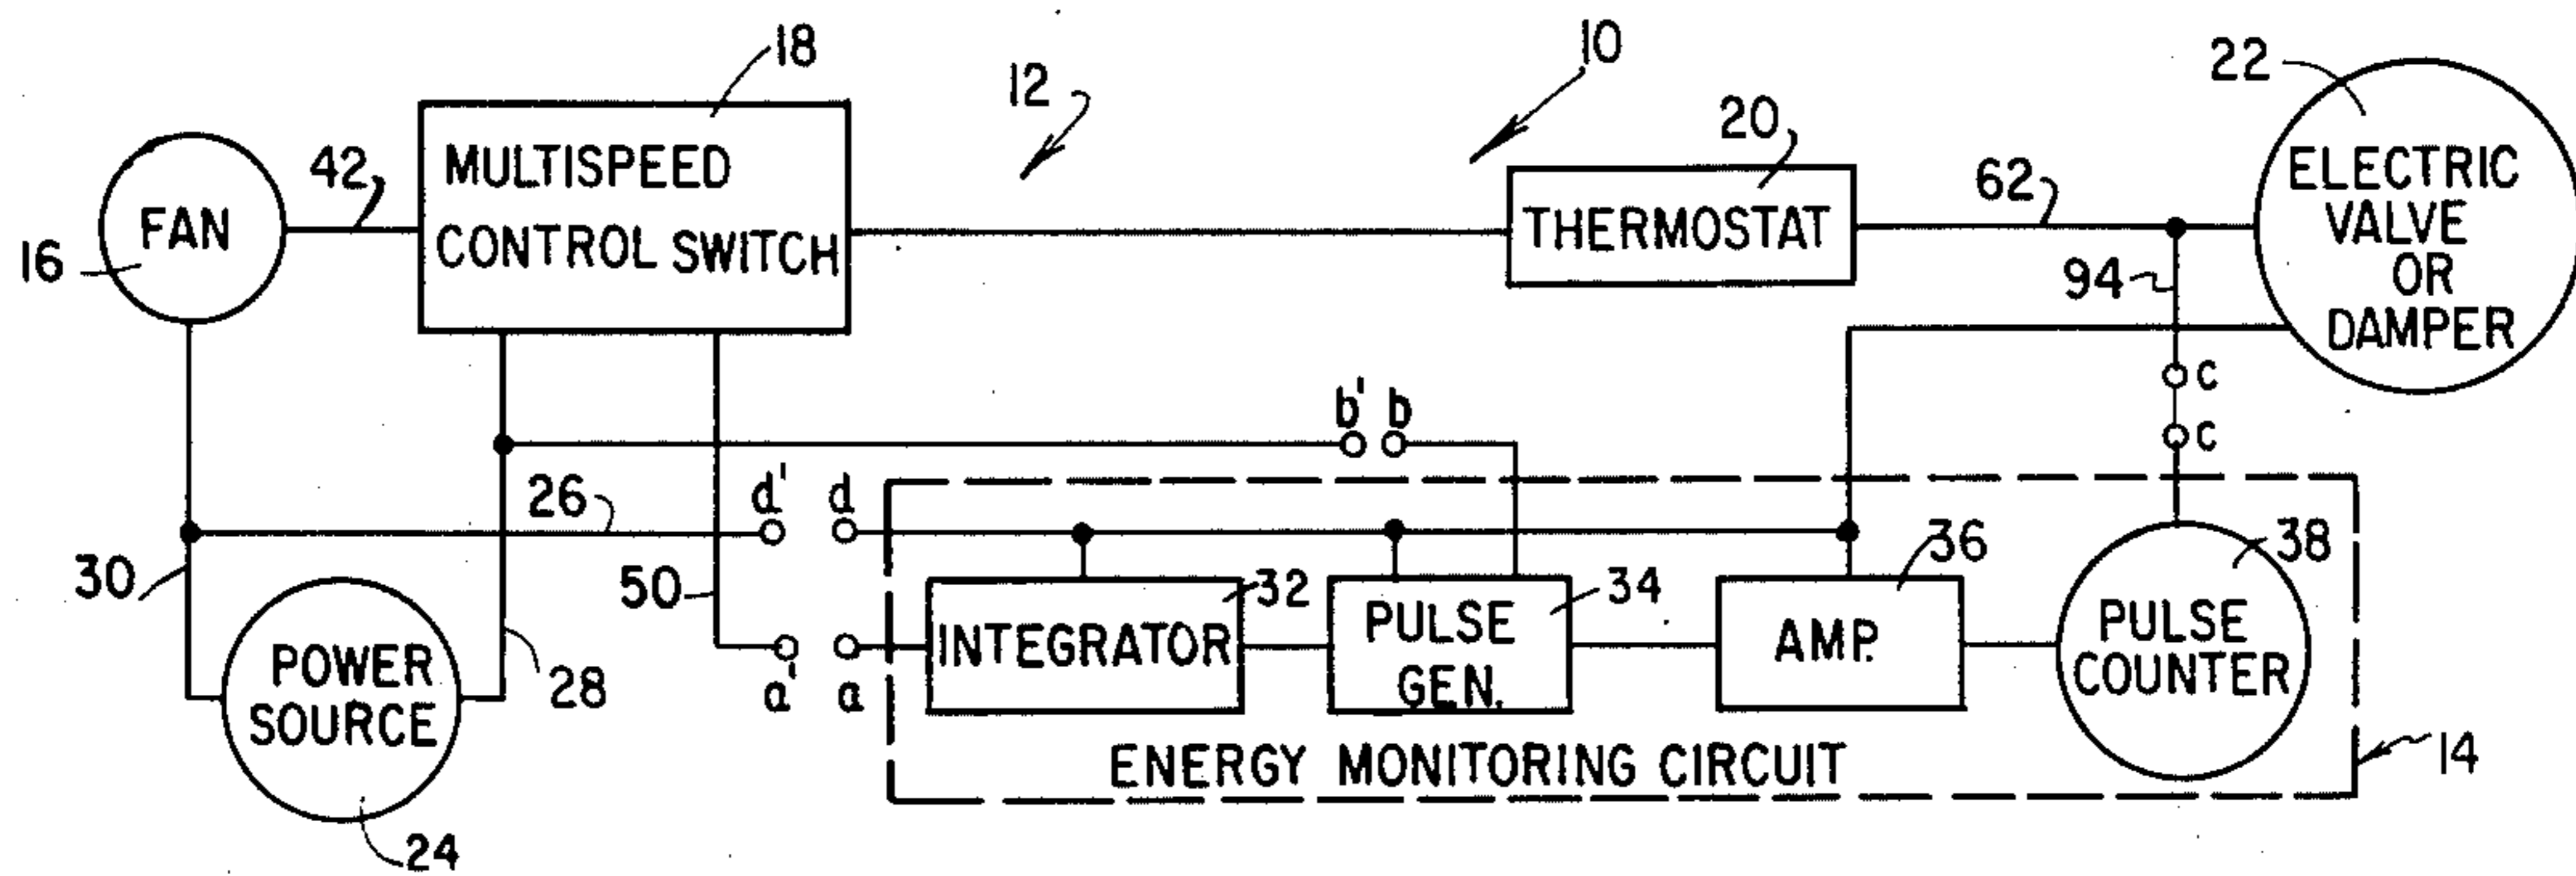 18
12
10
22
20
42
MULTISPEED
CONTROL SWITCH
FAN
16
THERMOSTAT
62
94
ELECTRIC
VALVE
OR
DAMPER
c
c
b' b
d' d
26
30
50
28
a' a
POWER
SOURCE
24
INTEGRATOR
32
PULSE
GEN.
34
AMP.
36
PULSE
COUNTER
38
ENERGY MONITORING CIRCUIT
14